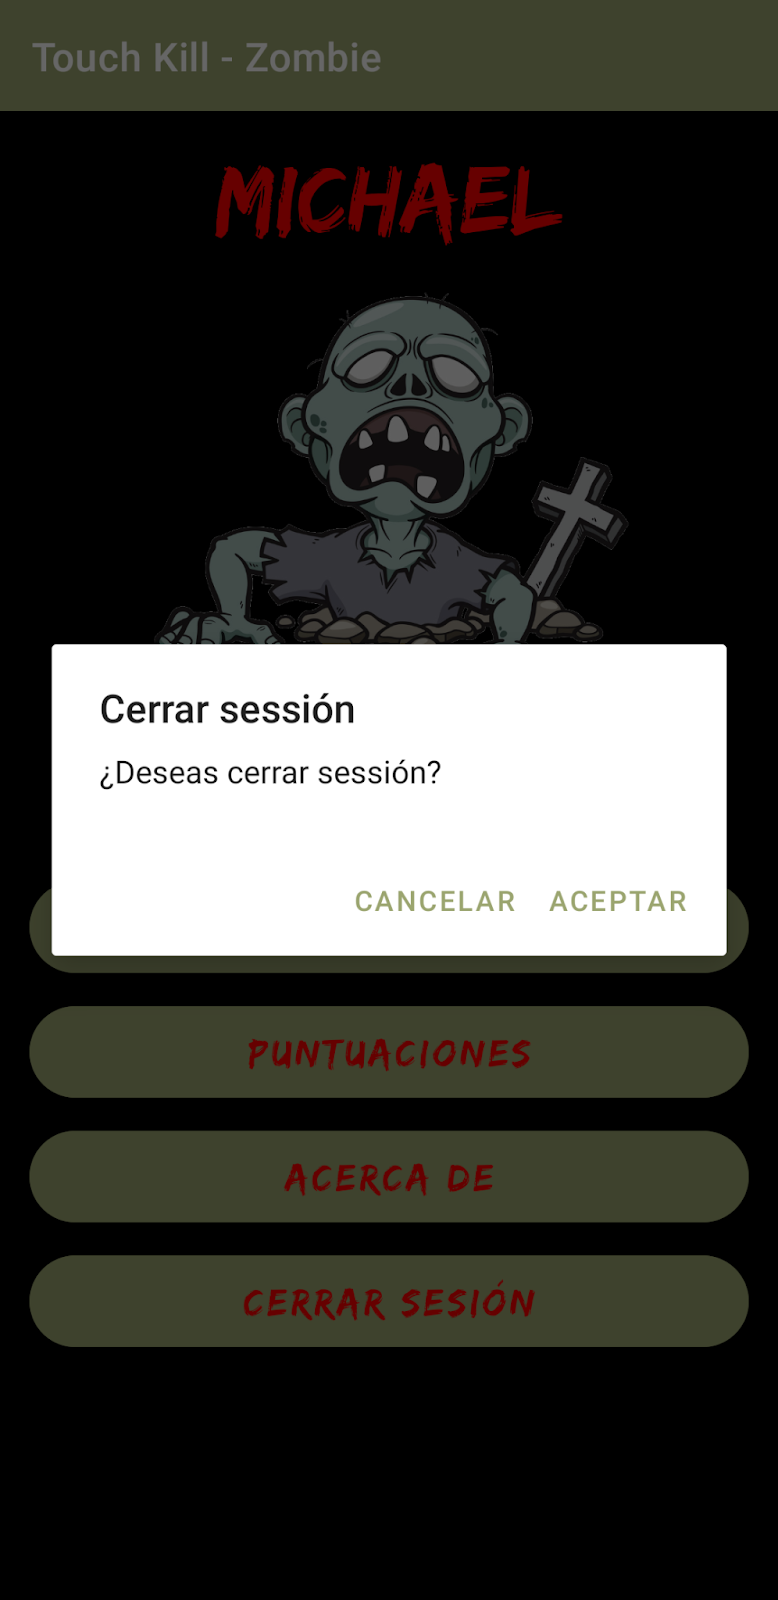 Touch Kill - Zombie
MICHAEL
Cerrar sessión
¿Deseas cerrar sessión?
CANCELAR ACEPTAR
PUNTUACIONES
ACERCA DE
CERRAR SESIÓN